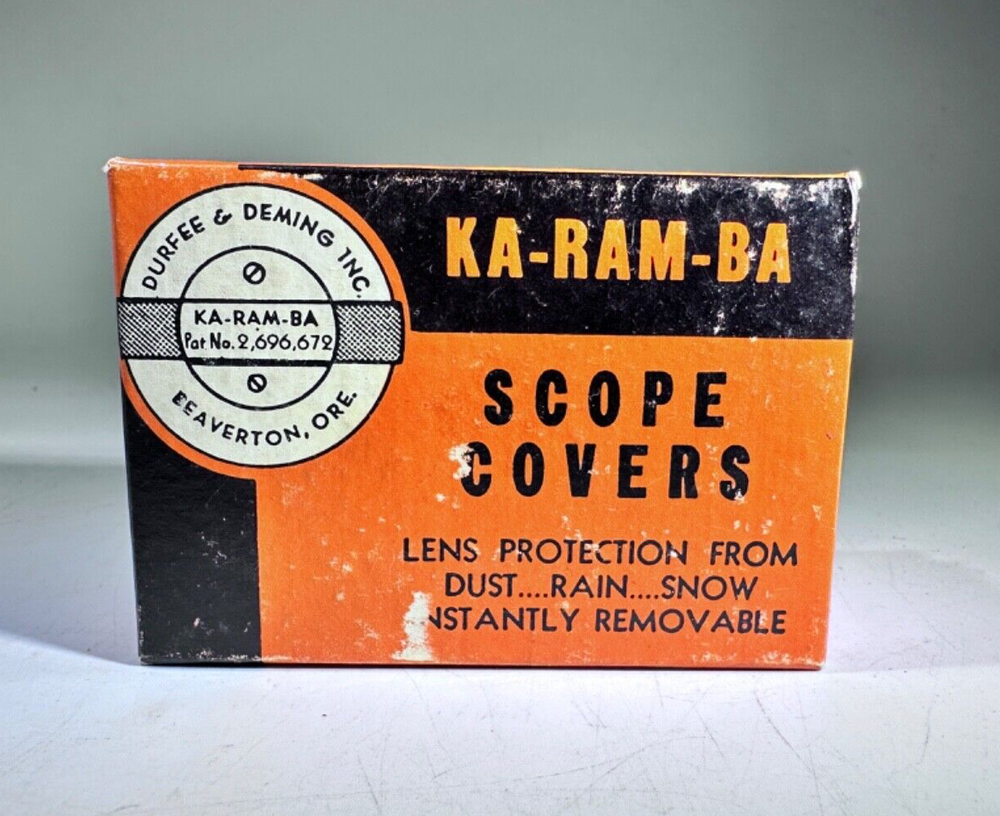 DURFEE & DEMING INC.
KA-RAM-BA
Pat No. 2,696,672
BEAVERTON, ORE.
KA-RAM-BA
SCOPE
COVERS
LENS PROTECTION FROM
DUST....RAIN....SNOW
INSTANTLY REMOVABLE